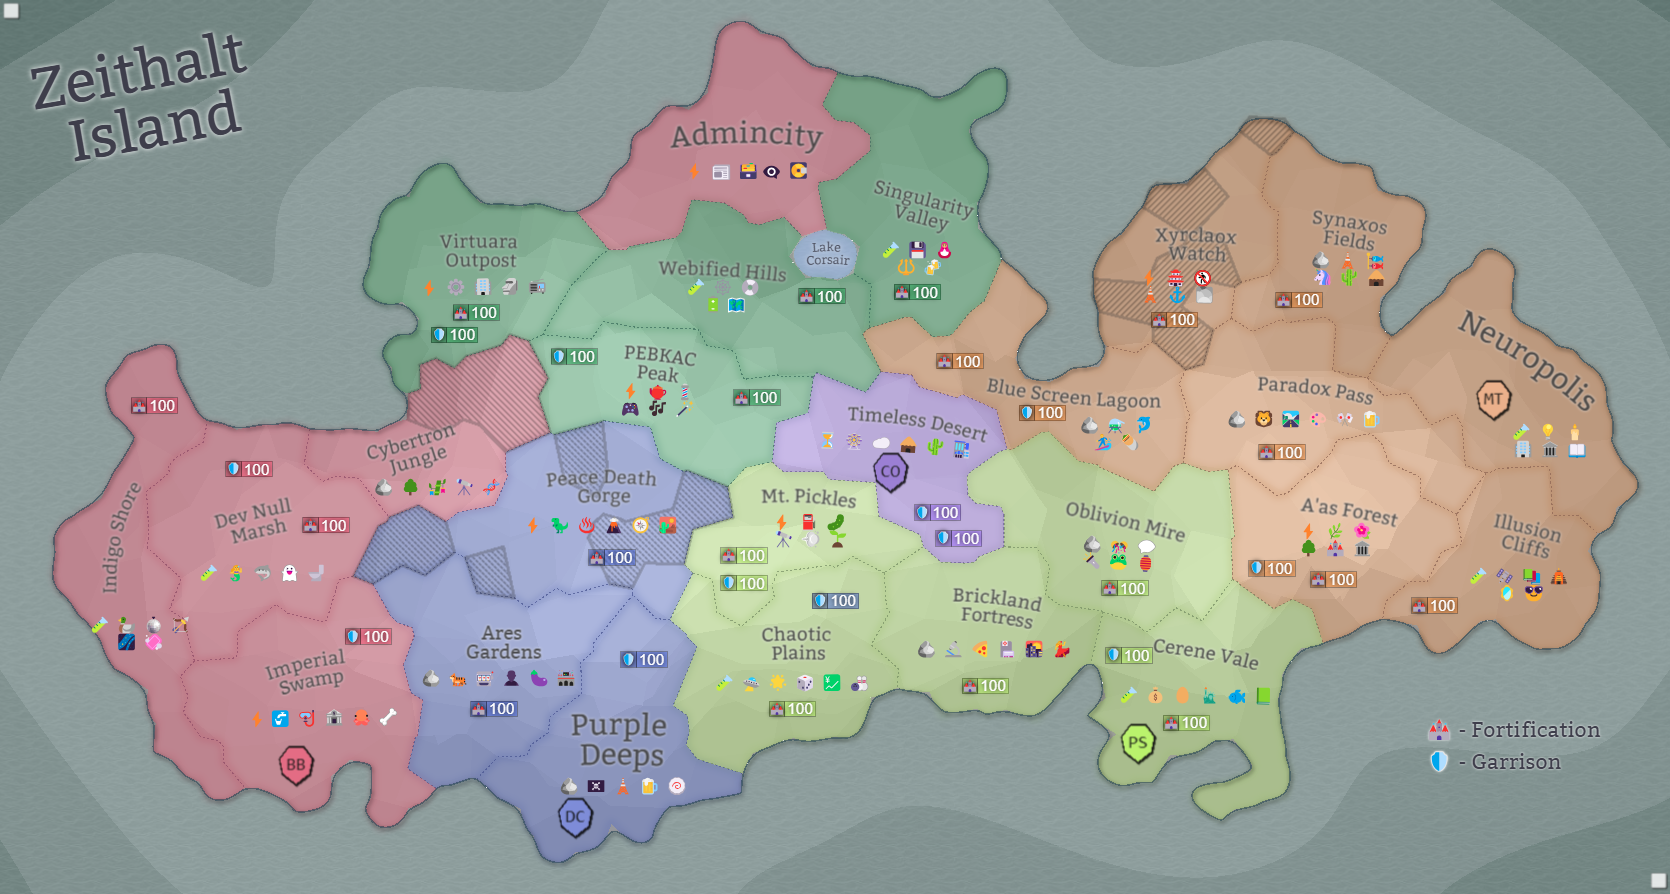 Zeithalt
Island
Admincity
Singularity
Valley
Virtuara
Outpost
Webified Hills
Lake
Corsair
100
100
100
100
Xyrclaox
Watch
Synaxos
Fields
100
100
Neuropolis
MT
PEBKAC
Peak
100
100
100
Blue Screen Lagoon
100
Paradox Pass
100
Timeless Desert
CO
100
100
100
Cybertron
Jungle
Indigo Shore
100
Dev Null
Marsh
100
Peace Death
Gorge
100
Mt. Pickles
100
100
Oblivion Mire
100
A'as Forest
100
100
Illusion
Cliffs
100
Imperial
Swamp
100
BB
Ares
Gardens
100
100
Purple
Deeps
DC
100
Chaotic
Plains
100
Brickland
Fortress
100
Cerene Vale
100
100
PS
- Fortification
- Garrison